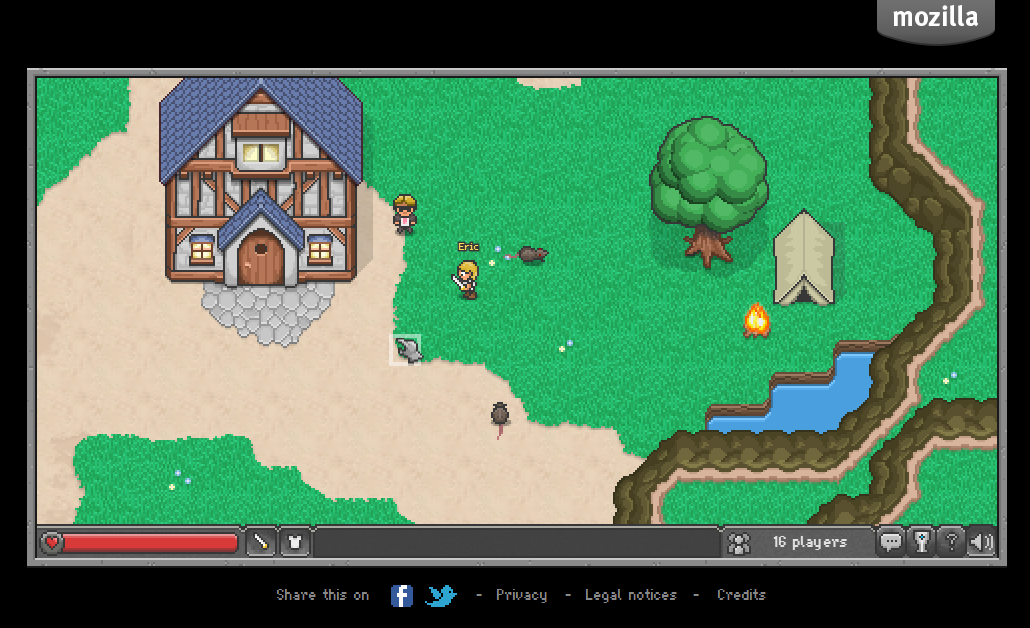 mozilla
Eric
16 players
?
Share this on - Privacy - Legal notices - Credits